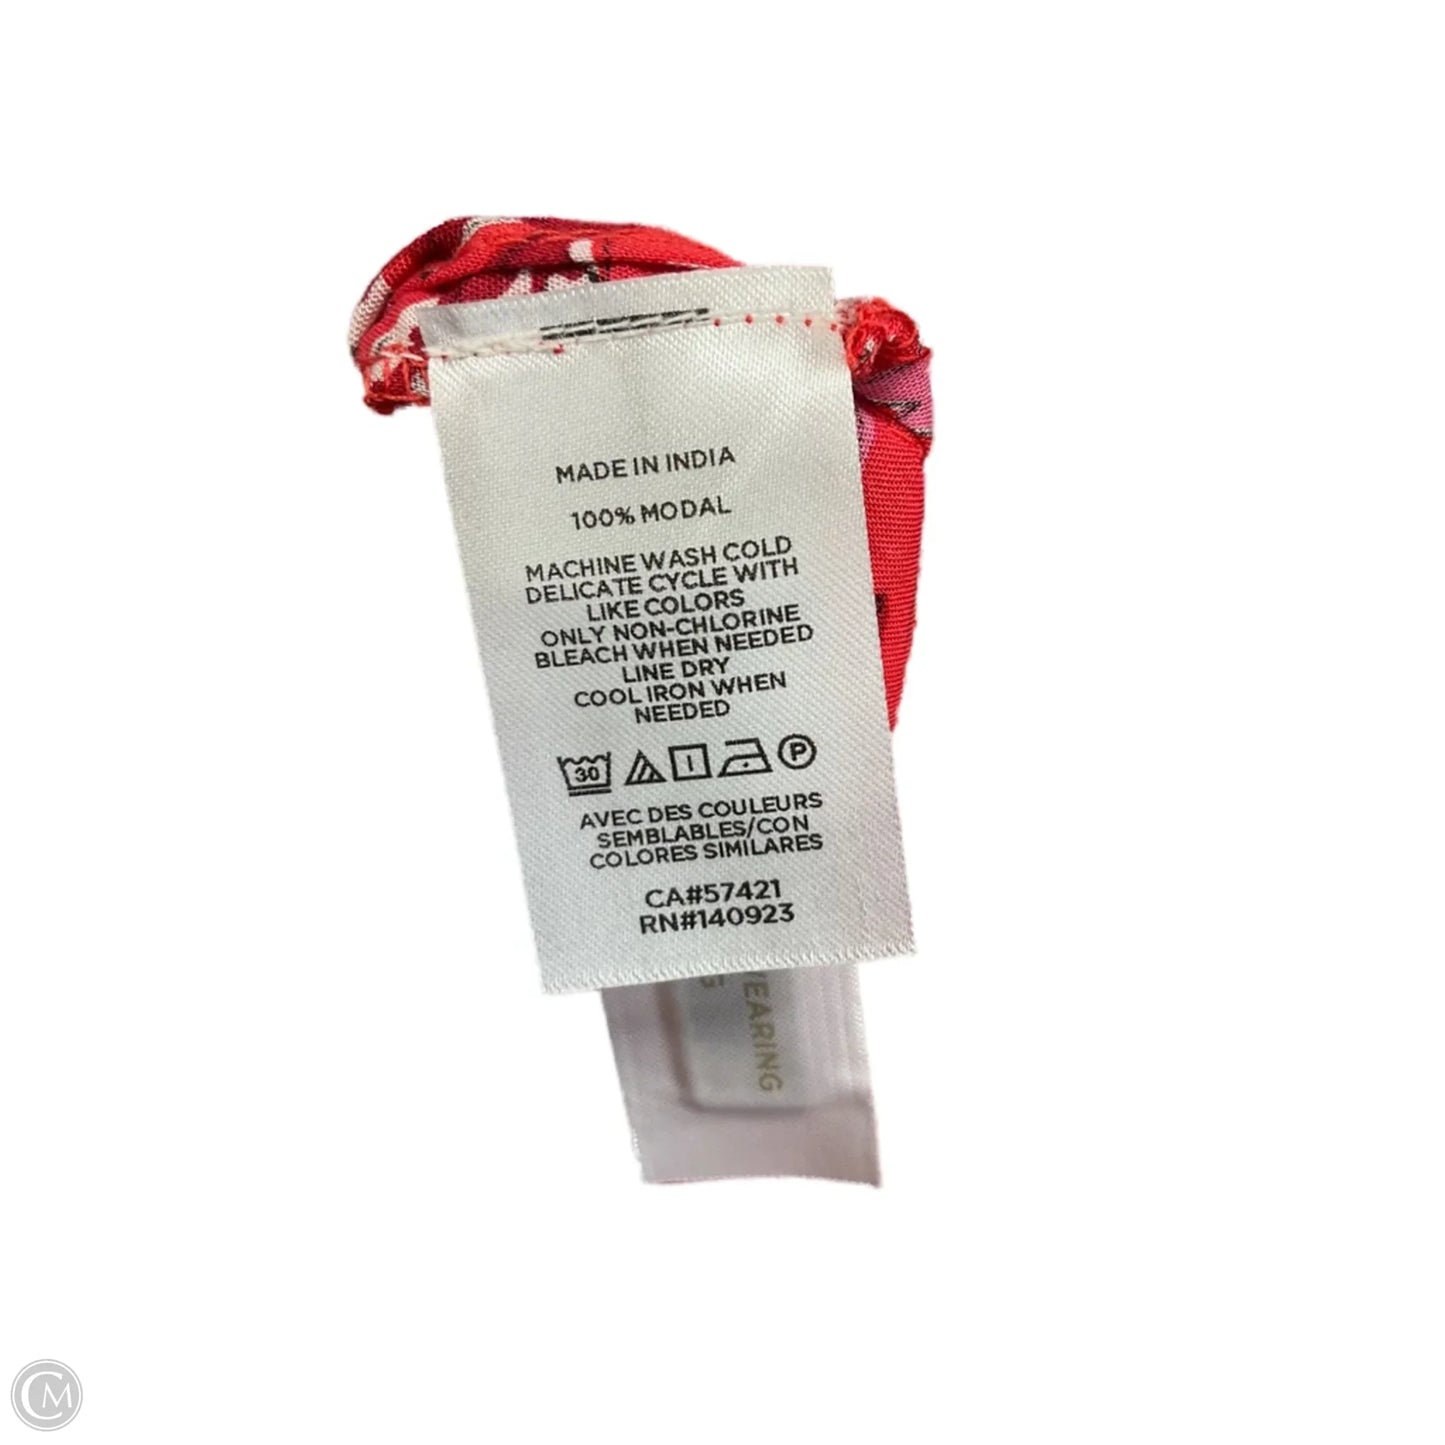 MADE IN INDIA
100% MODAL
MACHINE WASH COLD
DELICATE CYCLE WITH
LIKE COLORS
ONLY NON-CHLORINE
BLEACH WHEN NEEDED
LINE DRY
COOL IRON WHEN
NEEDED
30
P
AVEC DES COULEURS
SEMBLABLES/CON
COLORES SIMILARES
CA#57421
RN#140923
CM